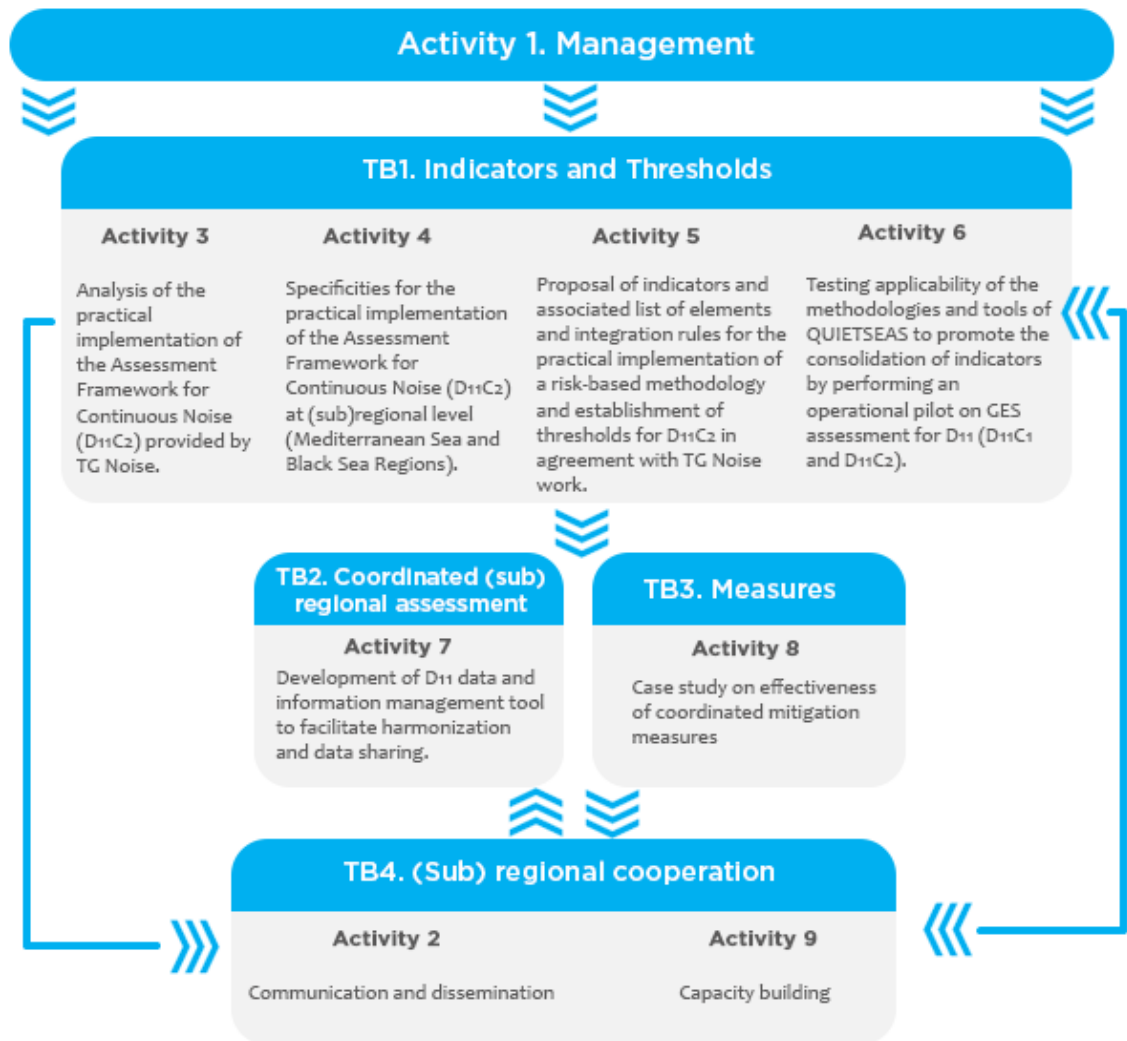 Activity 1. Management
TB1. Indicators and Thresholds
Activity 3
Analysis of the
practical
implementation of
the Assessment
Framework for
Continuous Noise
(D11C2) provided by
TG Noise.
Activity 4
Specificities for the
practical implementation
of the Assessment
Framework for
Continuous Noise (D11C2)
at (sub)regional level
(Mediterranean Sea and
Black Sea Regions).
Activity 5
Proposal of indicators and
associated list of elements
and integration rules for the
practical implementation of
a risk-based methodology
and establishment of
thresholds for D11C2 in
agreement with TG Noise
work.
Activity 6
Testing applicability of the
methodologies and tools of
QUIETSEAS to promote the
consolidation of indicators
by performing an
operational pilot on GES
assessment for D11 (D11C1
and D11C2).
TB2. Coordinated (sub)
regional assessment
Activity 7
Development of D11 data and
information management tool
to facilitate harmonization
and data sharing.
TB3. Measures
Activity 8
Case study on effectiveness
of coordinated mitigation
measures
TB4. (Sub) regional cooperation
Activity 2
Communication and dissemination
Activity 9
Capacity building